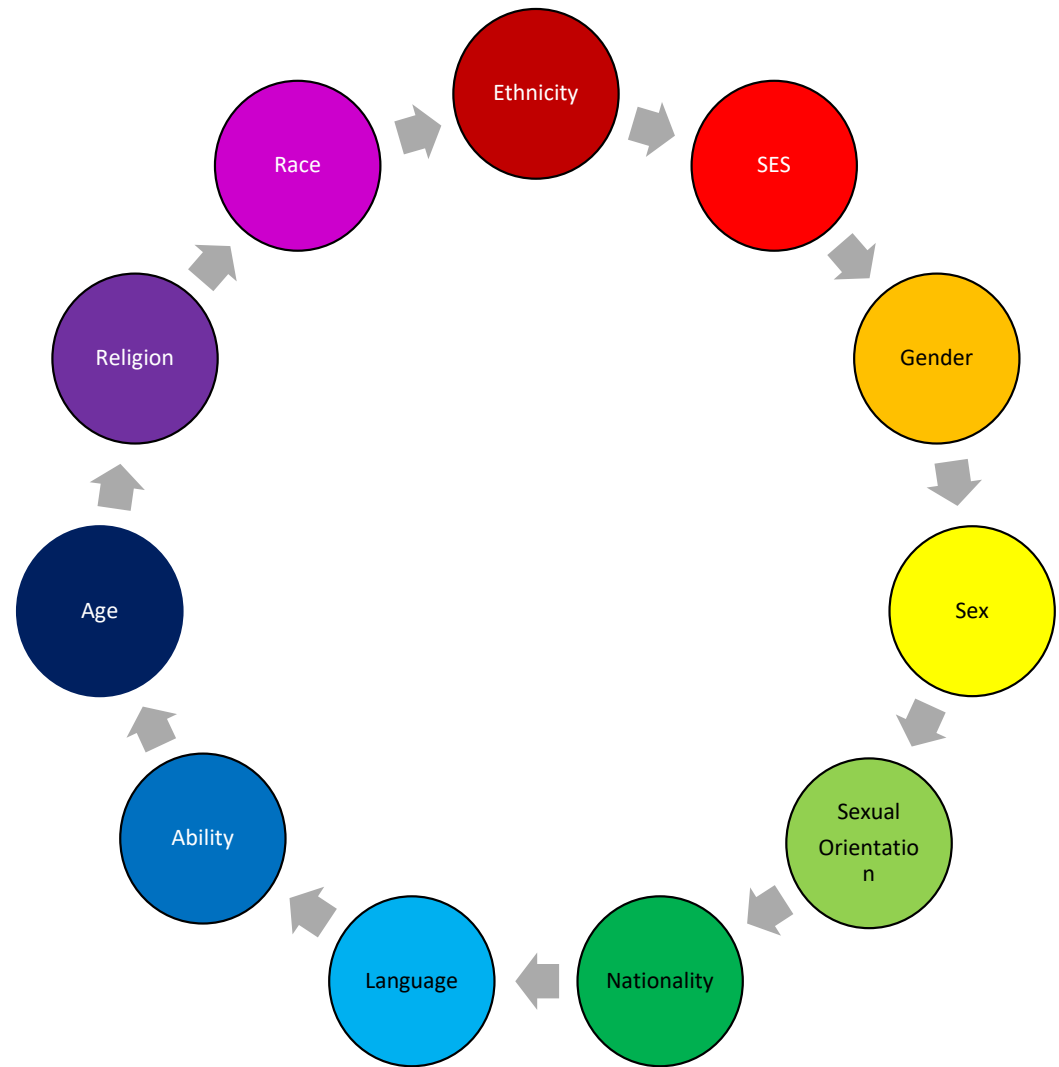 Ethnicity
SES
Gender
Sex
Sexual
Orientatio
n
Nationality
Language
Ability
Age
Religion
Race